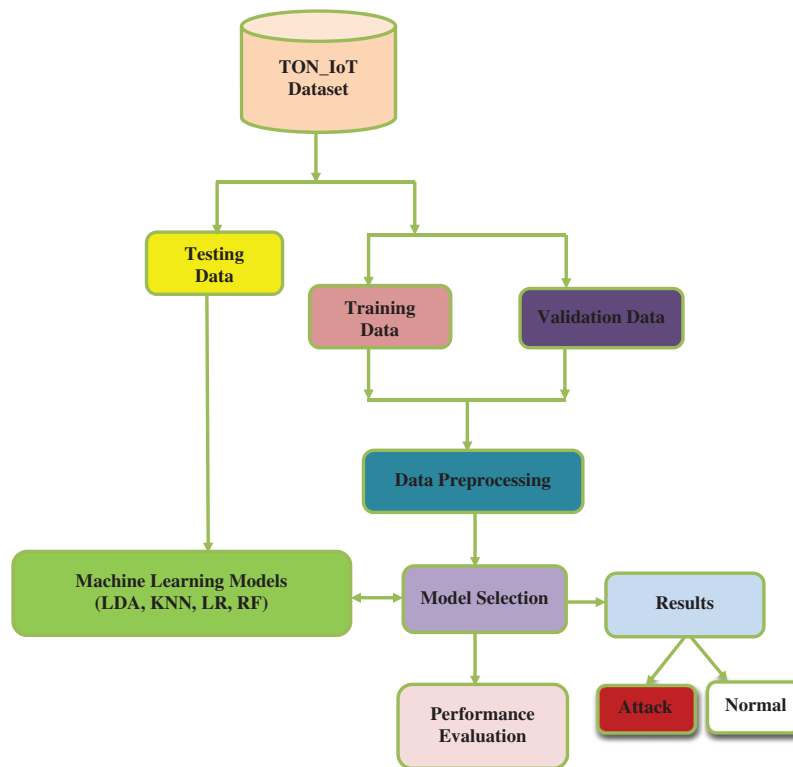 TON_IoT
Dataset
Testing
Data
Training
Data
Validation Data
Data Preprocessing
Machine Learning Models
(LDA, KNN, LR, RF)
Model Selection
Results
Performance
Evaluation
Attack
Normal